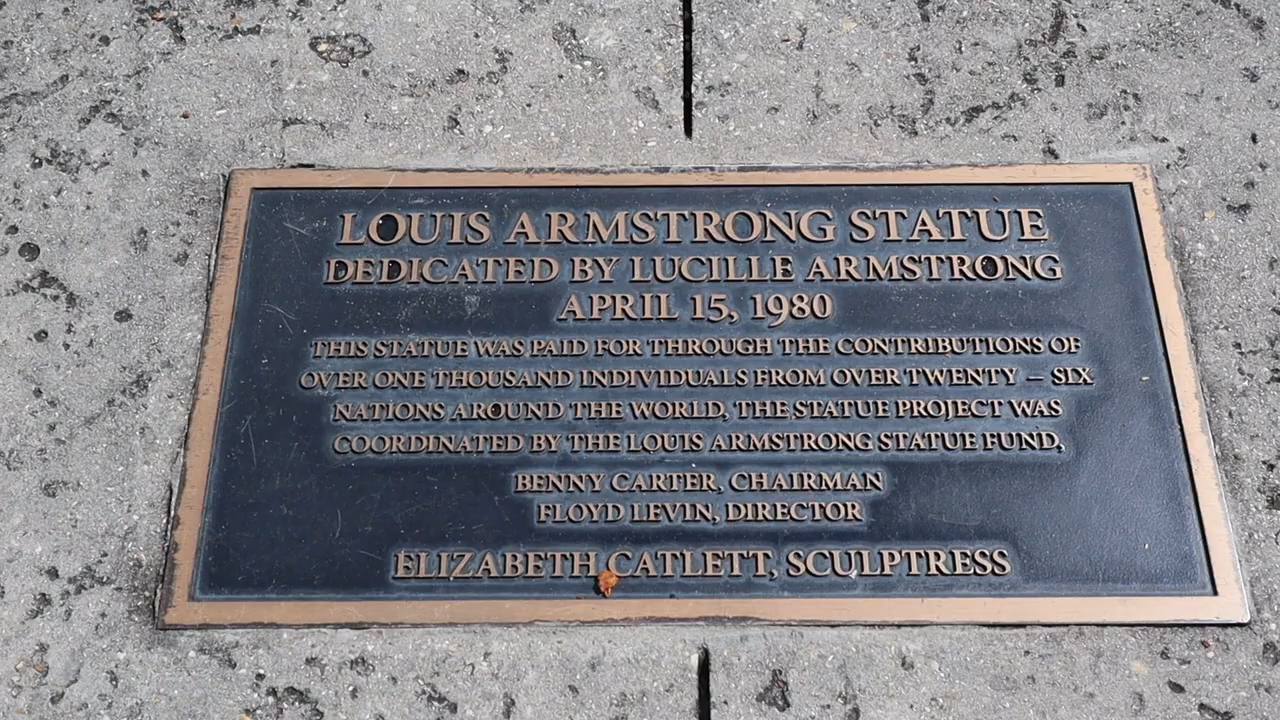 LOUIS ARMSTRONG STATUE
DEDICATED BY LUCILLE ARMSTRONG
APRIL 15, 1980
THIS STATUE WAS PAID FOR THROUGH THE CONTRIBUTIONS OF
OVER ONE THOUSAND INDIVIDUALS FROM OVER TWENTY – SIX
NATIONS AROUND THE WORLD, THE STATUE PROJECT WAS
COORDINATED BY THE LOUIS ARMSTRONG STATUE FUND,
BENNY CARTER, CHAIRMAN
FLOYD LEVIN, DIRECTOR
ELIZABETH CATLETT, SCULPTRESS